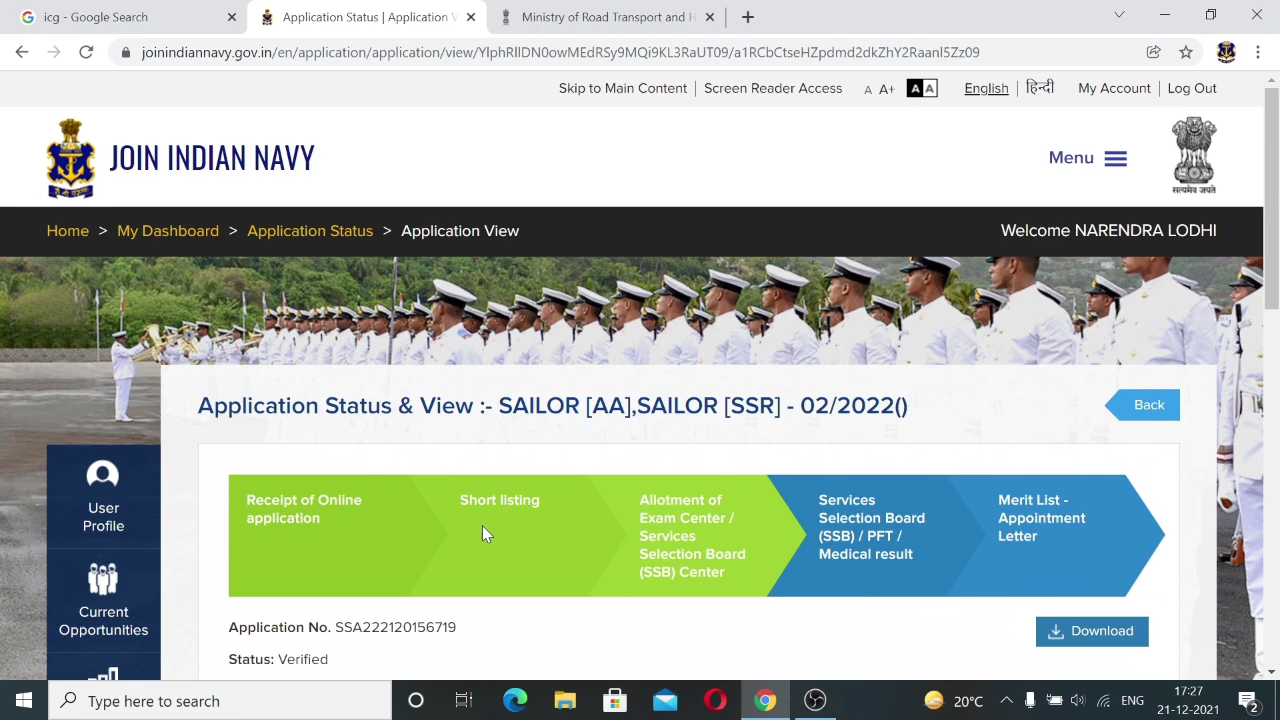 icg - Google Search
Application Status | Application V
Ministry of Road Transport and H
joinindiannavy.gov.in/en/application/application/view/YlphRllDN0owMEdRSy9MQi9KL3RaUT09/a1RCbCtseHZpdmd2dkZhY2Raanl5Zz09
Skip to Main Content
Screen Reader Access
A A+ A A
English
हिन्दी
My Account
Log Out
JOIN INDIAN NAVY
Menu
सत्यमेव जयते
Home > My Dashboard > Application Status > Application View
Welcome NARENDRA LODHI
Application Status & View :- SAILOR [AA],SAILOR [SSR] - 02/2022()
Back
User
Profile
Current
Opportunities
Receipt of Online
application
Short listing
Allotment of
Exam Center /
Services
Selection Board
(SSB) Center
Services
Selection Board
(SSB) / PFT /
Medical result
Merit List -
Appointment
Letter
Application No. SSA222120156719
Download
Status: Verified
Type here to search
20°C
ENG
17:27
21-12-2021
2